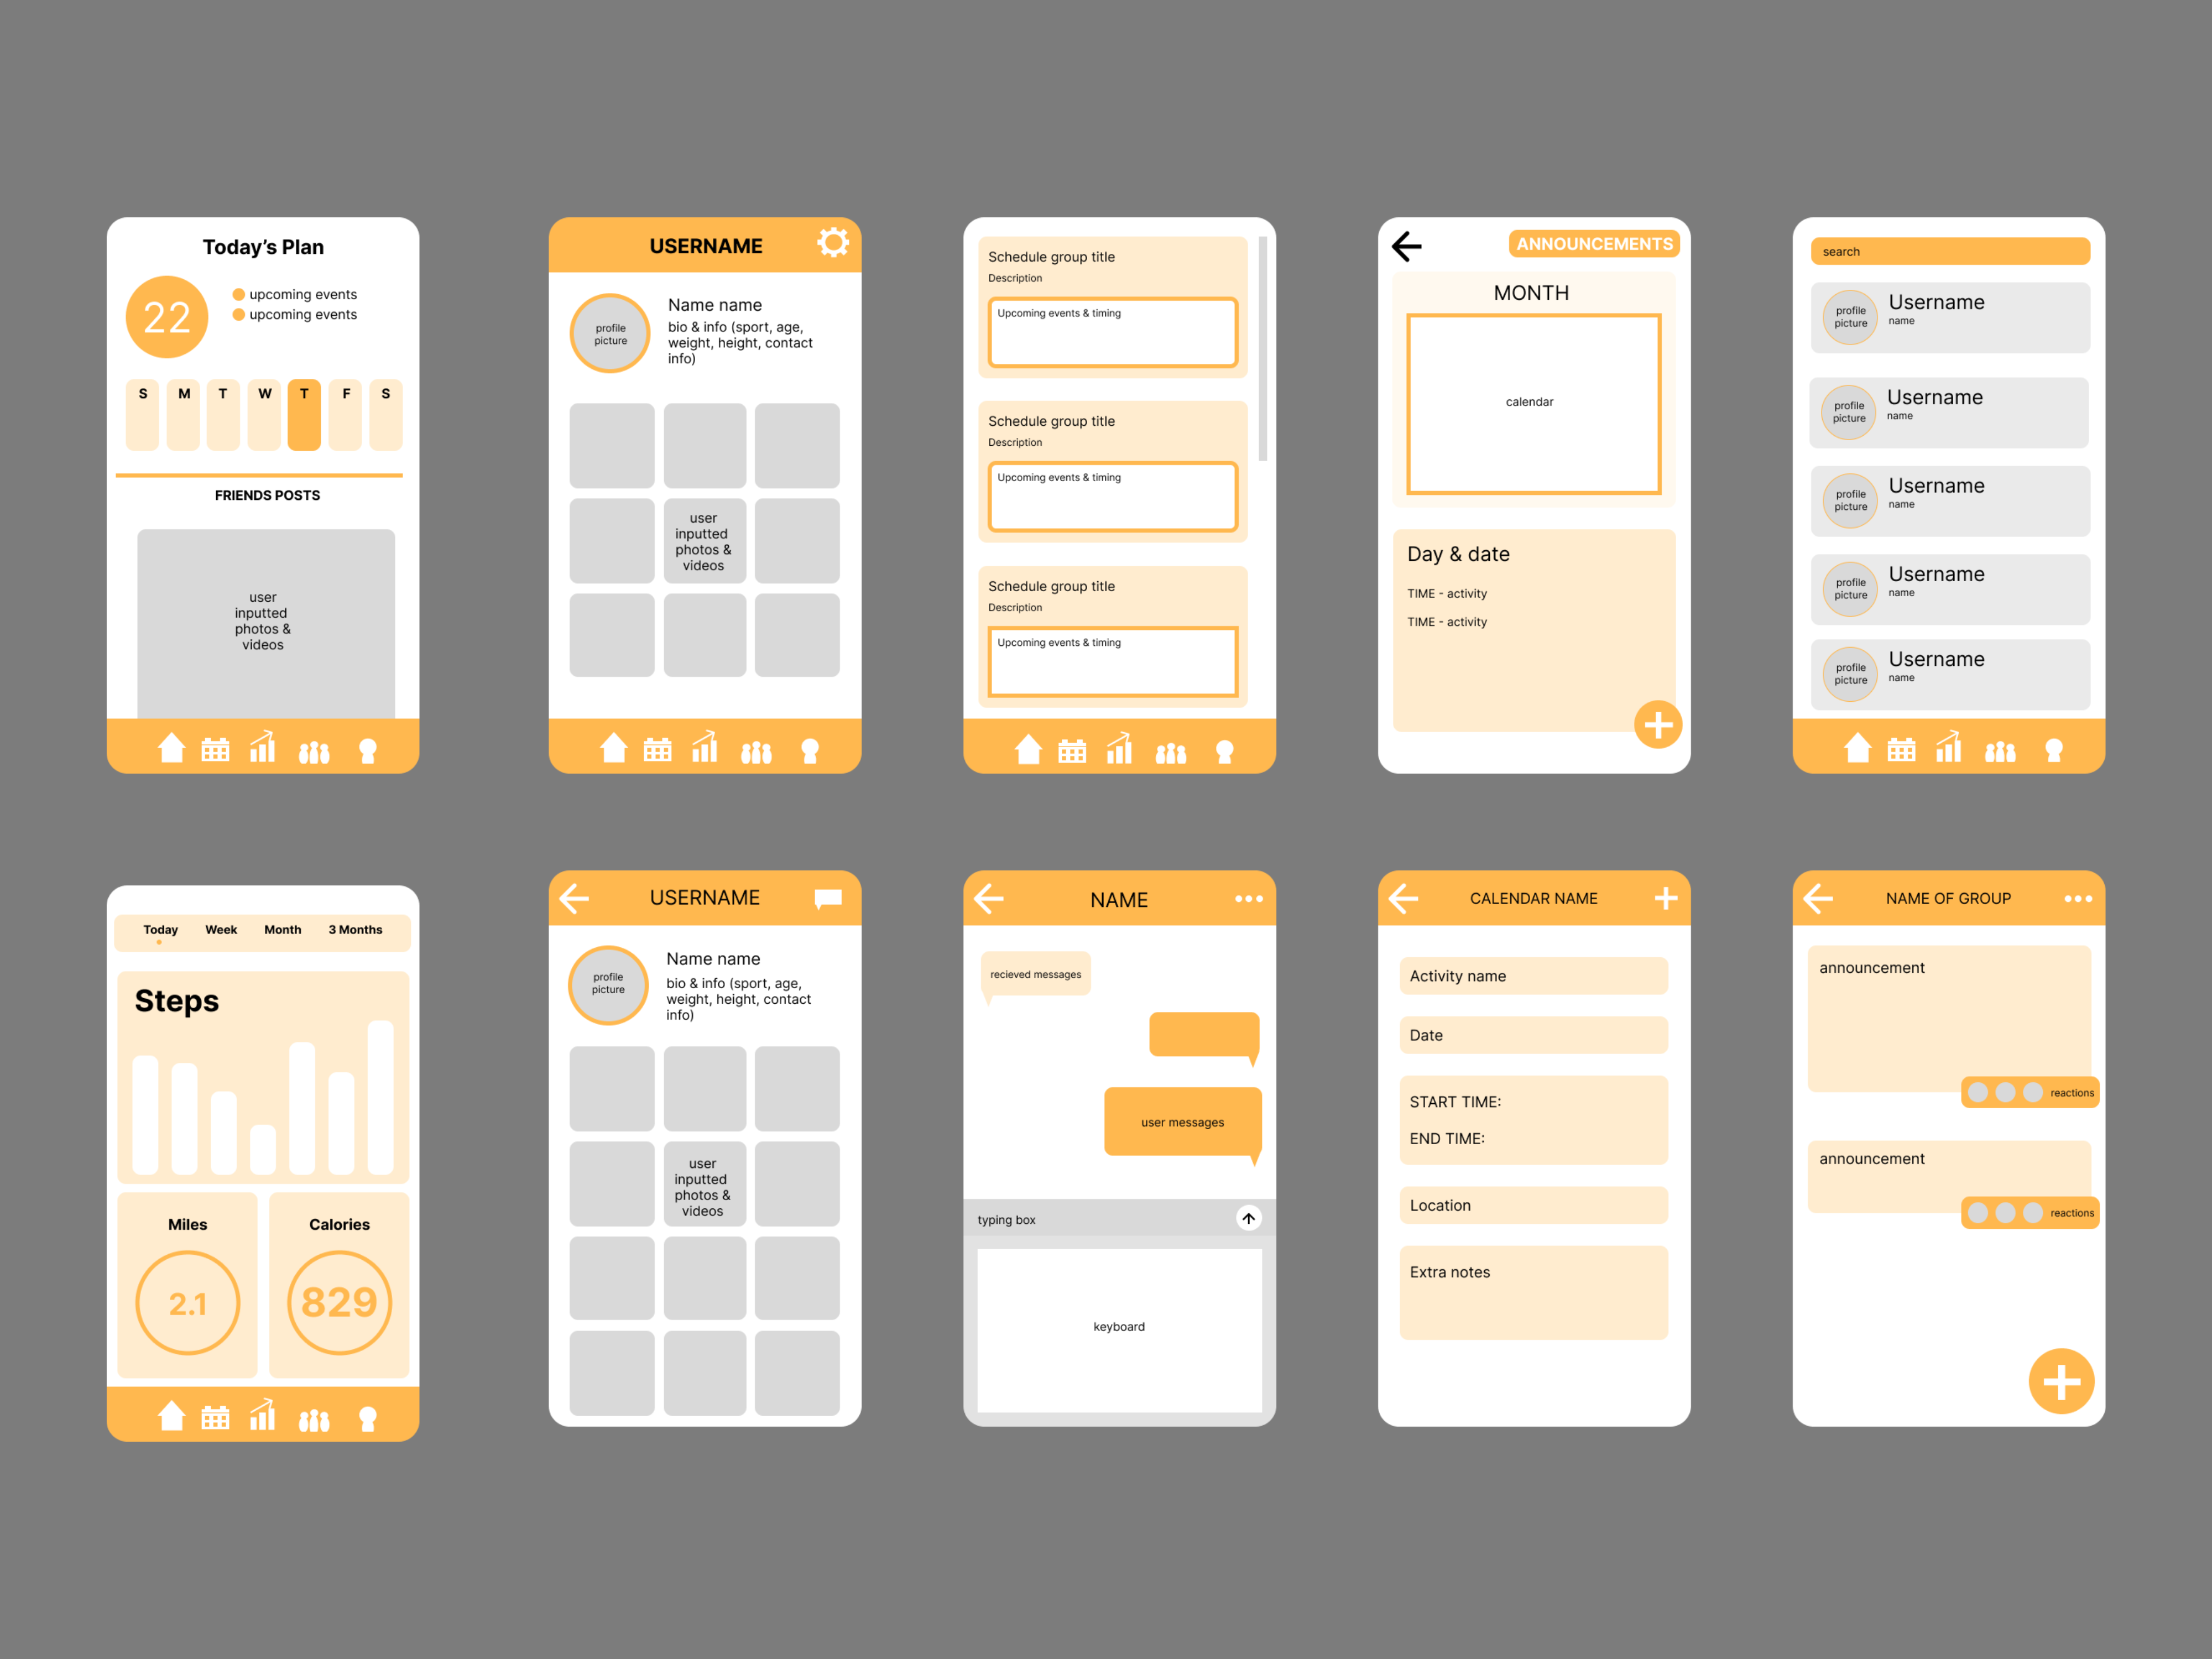 Today's Plan
22
upcoming events
upcoming events
S M T W T F S
FRIENDS POSTS
user
inputted
photos &
videos
USERNAME
profile
picture
Name name
bio & info (sport, age,
weight, height, contact
info)
user
inputted
photos &
videos
Schedule group title
Description
Upcoming events & timing
Schedule group title
Description
Upcoming events & timing
Schedule group title
Description
Upcoming events & timing
ANNOUNCEMENTS
MONTH
calendar
Day & date
TIME - activity
TIME - activity
search
profile
picture
Username
name
profile
picture
Username
name
profile
picture
Username
name
profile
picture
Username
name
profile
picture
Username
name
Today Week Month 3 Months
Steps
Miles
2.1
Calories
829
USERNAME
profile
picture
Name name
bio & info (sport, age,
weight, height, contact
info)
user
inputted
photos &
videos
NAME
recieved messages
user messages
typing box
keyboard
CALENDAR NAME
Activity name
Date
START TIME:
END TIME:
Location
Extra notes
NAME OF GROUP
announcement
reactions
announcement
reactions